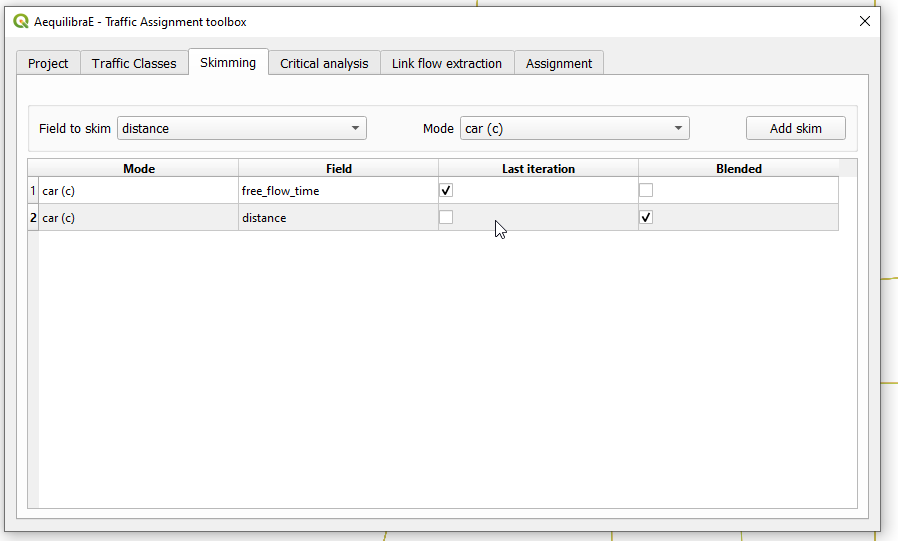 AequilibraE - Traffic Assignment toolbox
Project Traffic Classes Skimming Critical analysis Link flow extraction Assignment
Field to skim distance Mode car (c) Add skim
Mode Field Last iteration Blended
1 car (c) free_flow_time
2 car (c) distance